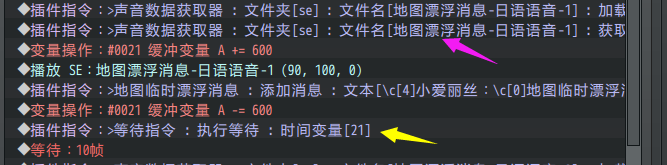 ◆插件指令:>声音数据获取器 : 文件夹[se] : 文件名[地图漂浮消息-日语语音-1] : 加载
◆插件指令:>声音数据获取器 : 文件夹[se] : 文件名[地图漂浮消息-日语语音-1] : 获取
◆变量操作:#0021 缓冲变量 A += 600
◆播放 SE:地图漂浮消息-日语语音-1 (90, 100, 0)
◆插件指令:>地图临时漂浮消息 : 添加消息 : 文本[\c[4]小爱丽丝:\c[0]地图临时漂浮消
◆变量操作:#0021 缓冲变量 A -= 600
◆插件指令:>等待指令 : 执行等待 : 时间变量[21]
◆等待:10帧